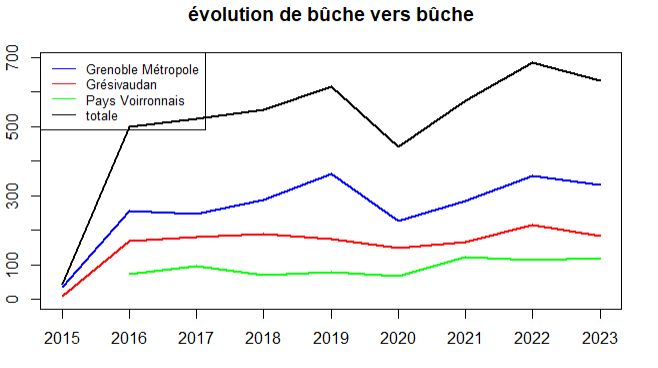 évolution de bûche vers bûche
700
500
300
100
0
Grenoble Métropole
Grésivaudan
Pays Voirronnais
totale
2015 2016 2017 2018 2019 2020 2021 2022 2023